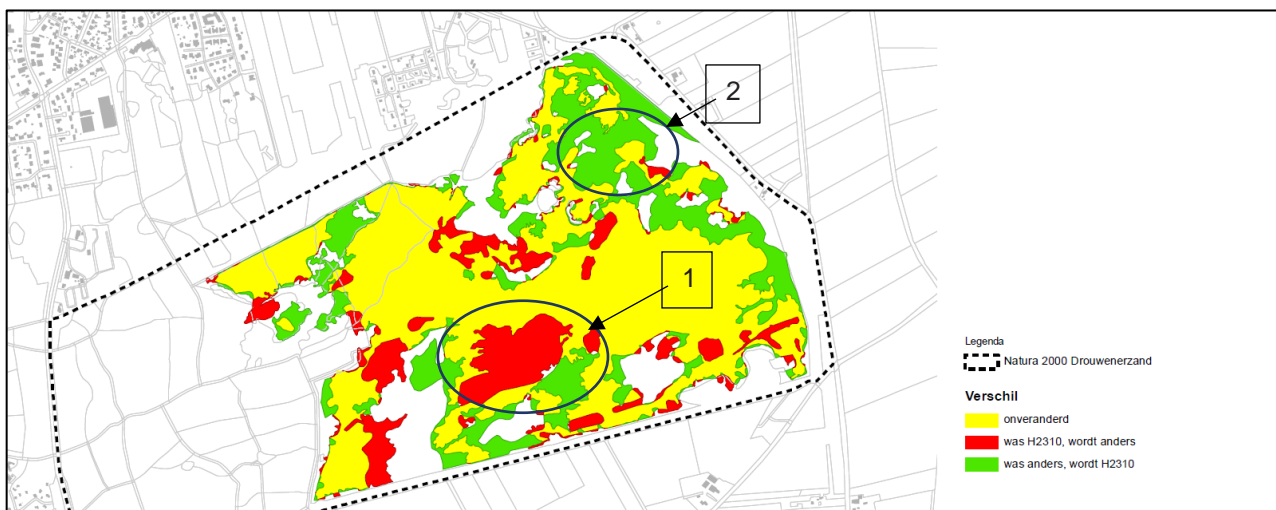 2
1
Legenda
Natura 2000 Drouwenerzand
Verschil
onveranderd
was H2310, wordt anders
was anders, wordt H2310